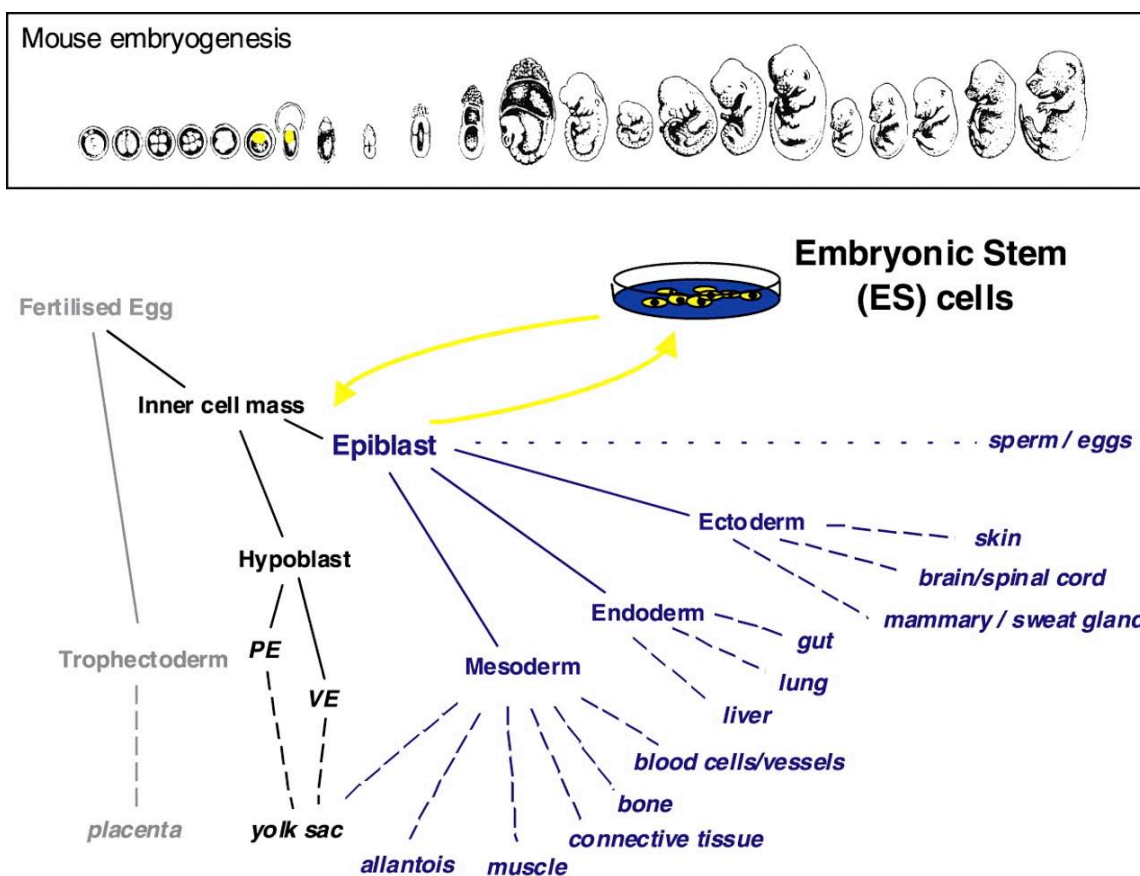 Mouse embryogenesis
Embryonic Stem
(ES) cells
Fertilised Egg
Inner cell mass
Epiblast
sperm / eggs
Ectoderm
skin
Hypoblast
brain/spinal cord
Endoderm
mammary / sweat gland
gut
PE
Trophectoderm
Mesoderm
lung
VE
liver
blood cells/vessels
bone
placenta
yolk sac
connective tissue
allantois
muscle